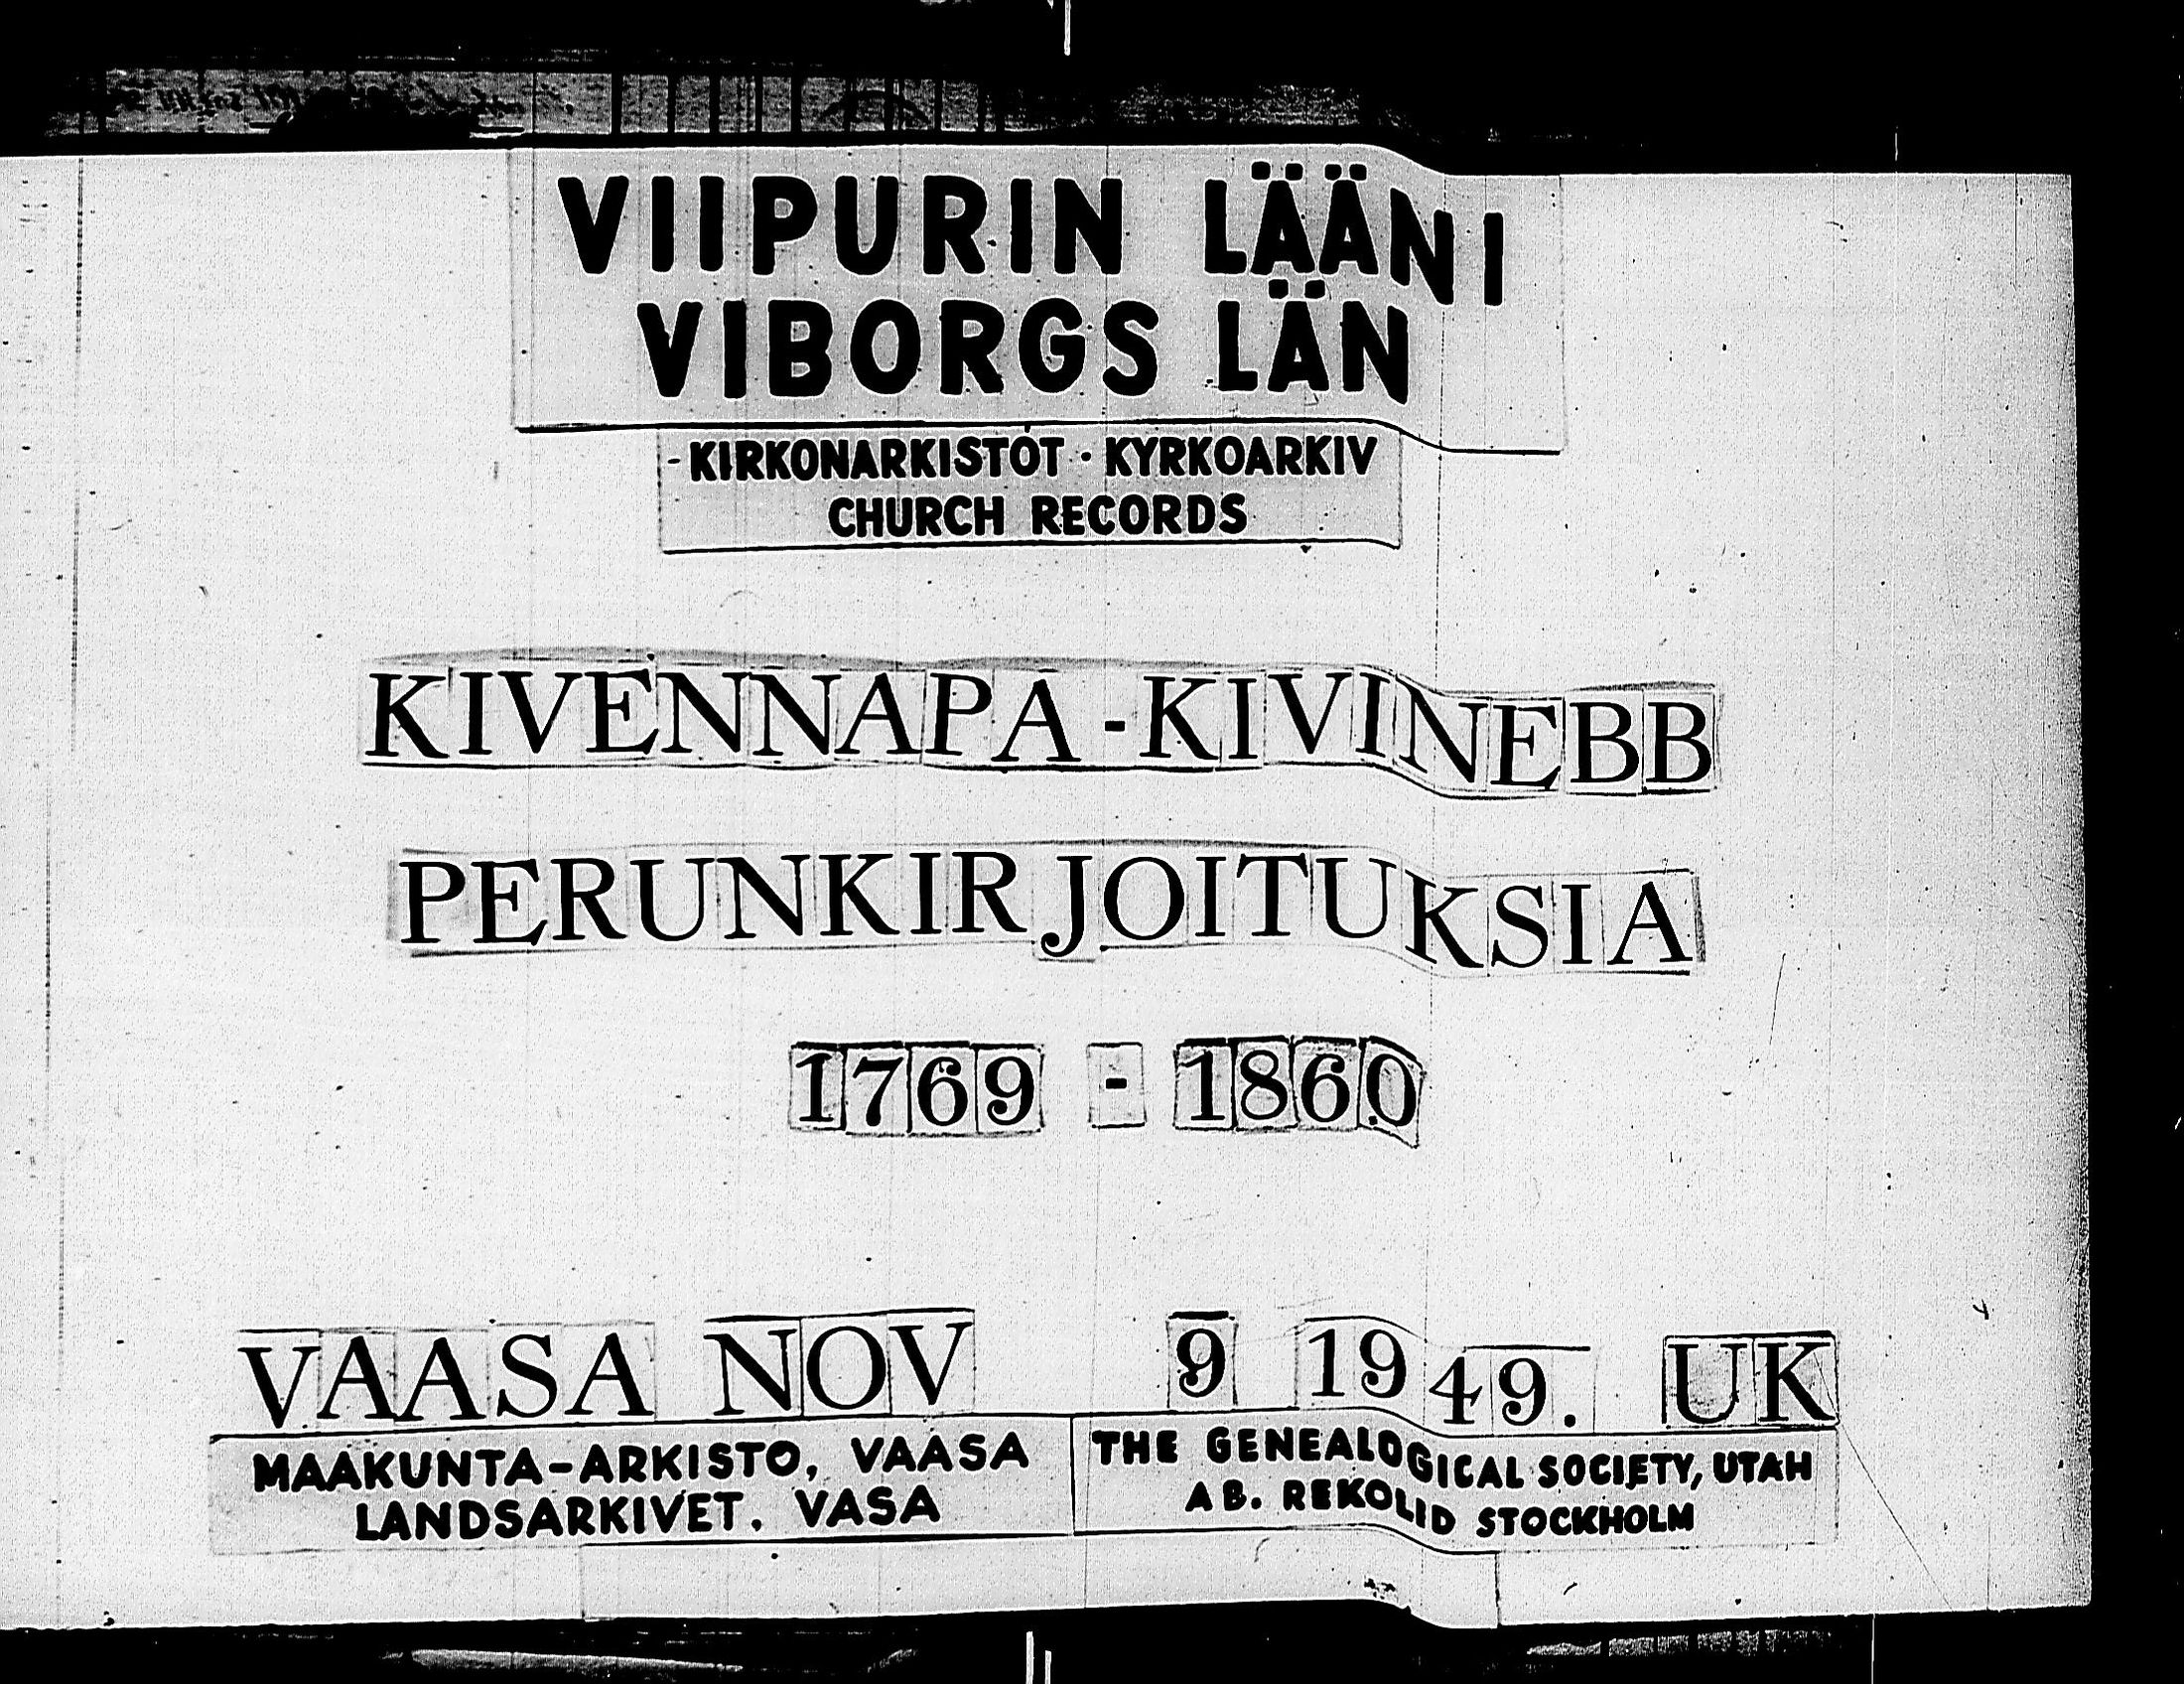 VIIPURIN LÄÄNI
VIBORGS LÄN
- KIRKONARKISTOT · KYRKOARKIV
CHURCH RECORDS
KIVENNAPA - KIVINEBB
PERUNKIRJOITUKSIA
1769 - 1860
VAASA NOV 9 1949. UK
MAAKUNTA-ARKISTO, VAASA
LANDSARKIVET. VASA
THE GENEALOGICAL SOCIETY, UTAH
AB. REKOLID STOCKHOLM